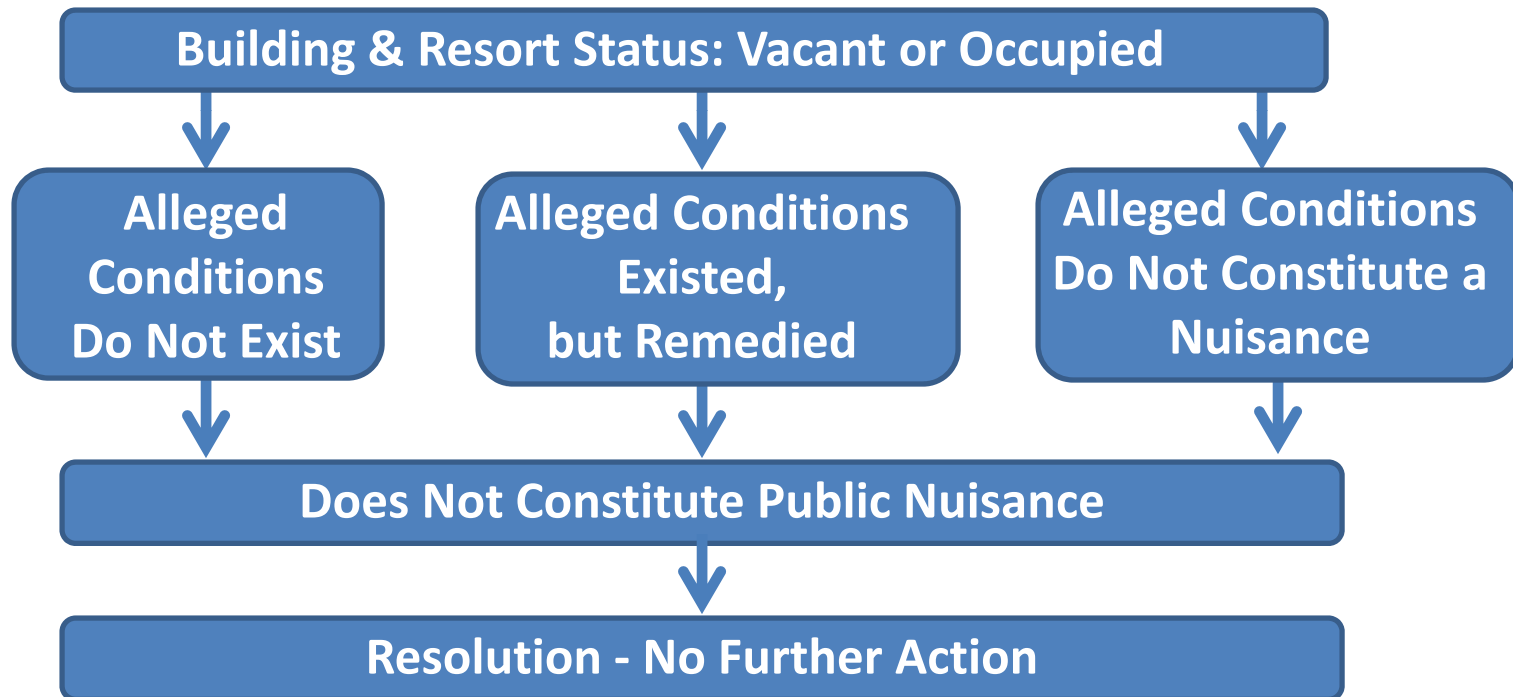 Building & Resort Status: Vacant or Occupied
Alleged
Conditions
Do Not Exist
Alleged Conditions
Existed,
but Remedied
Alleged Conditions
Do Not Constitute a
Nuisance
Does Not Constitute Public Nuisance
Resolution - No Further Action